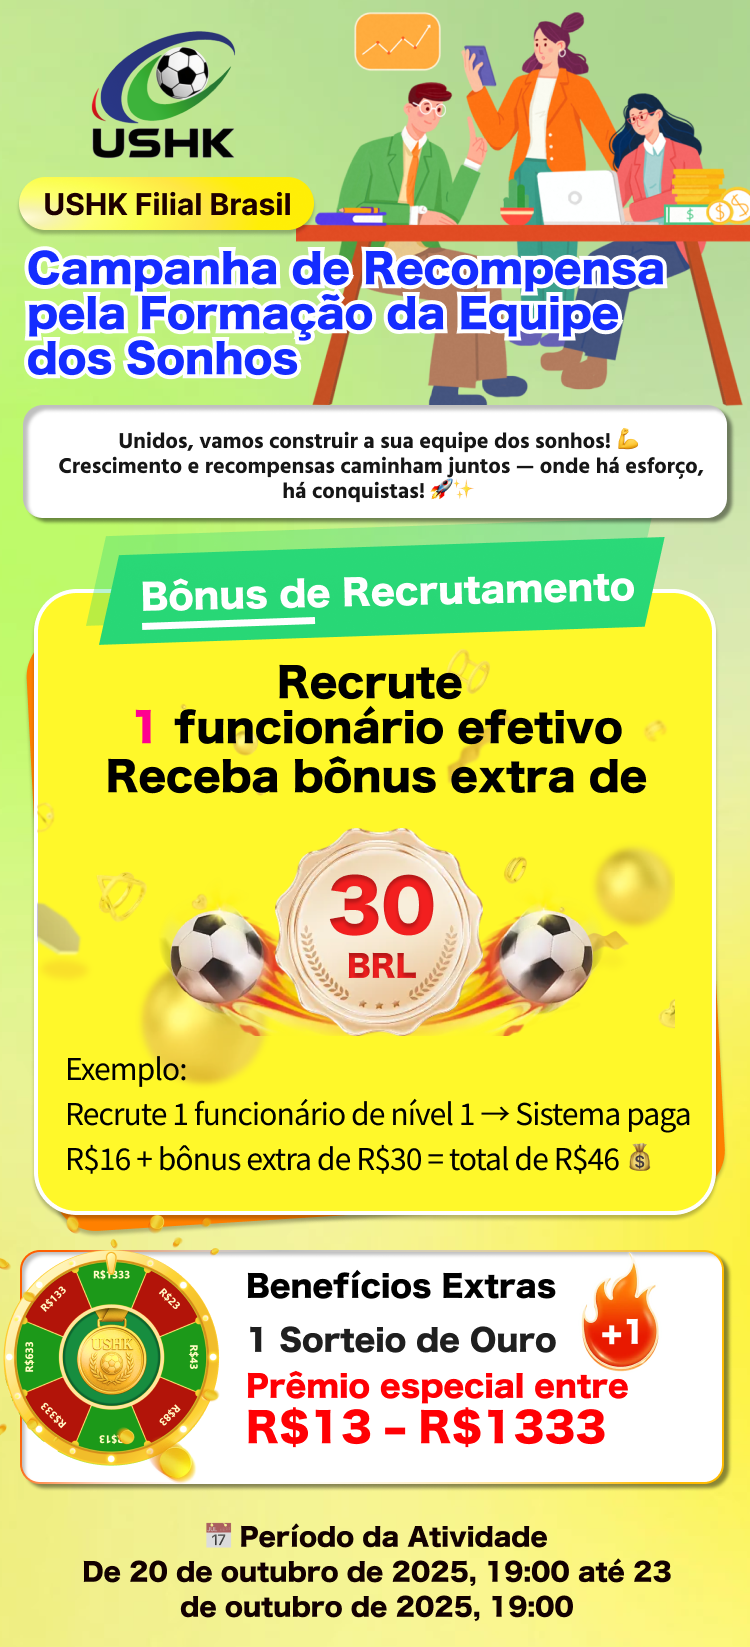 USHK
USHK Filial Brasil
Campanha de Recompensa
pela Formação da Equipe
dos Sonhos
Unidos, vamos construir a sua equipe dos sonhos! 💪
Crescimento e recompensas caminham juntos — onde há esforço,
há conquistas! 🚀✨
Bônus de Recrutamento
Recrute
1 funcionário efetivo
Receba bônus extra de
30
BRL
Exemplo:
Recrute 1 funcionário de nível 1 → Sistema paga
R$16 + bônus extra de R$30 = total de R$46 💰
R$1333
R$23
R$43
R$83
R$13
R$333
R$633
R$133
USHK
Benefícios Extras
1 Sorteio de Ouro
+1
Prêmio especial entre
R$13 – R$1333
17
Período da Atividade
De 20 de outubro de 2025, 19:00 até 23
de outubro de 2025, 19:00